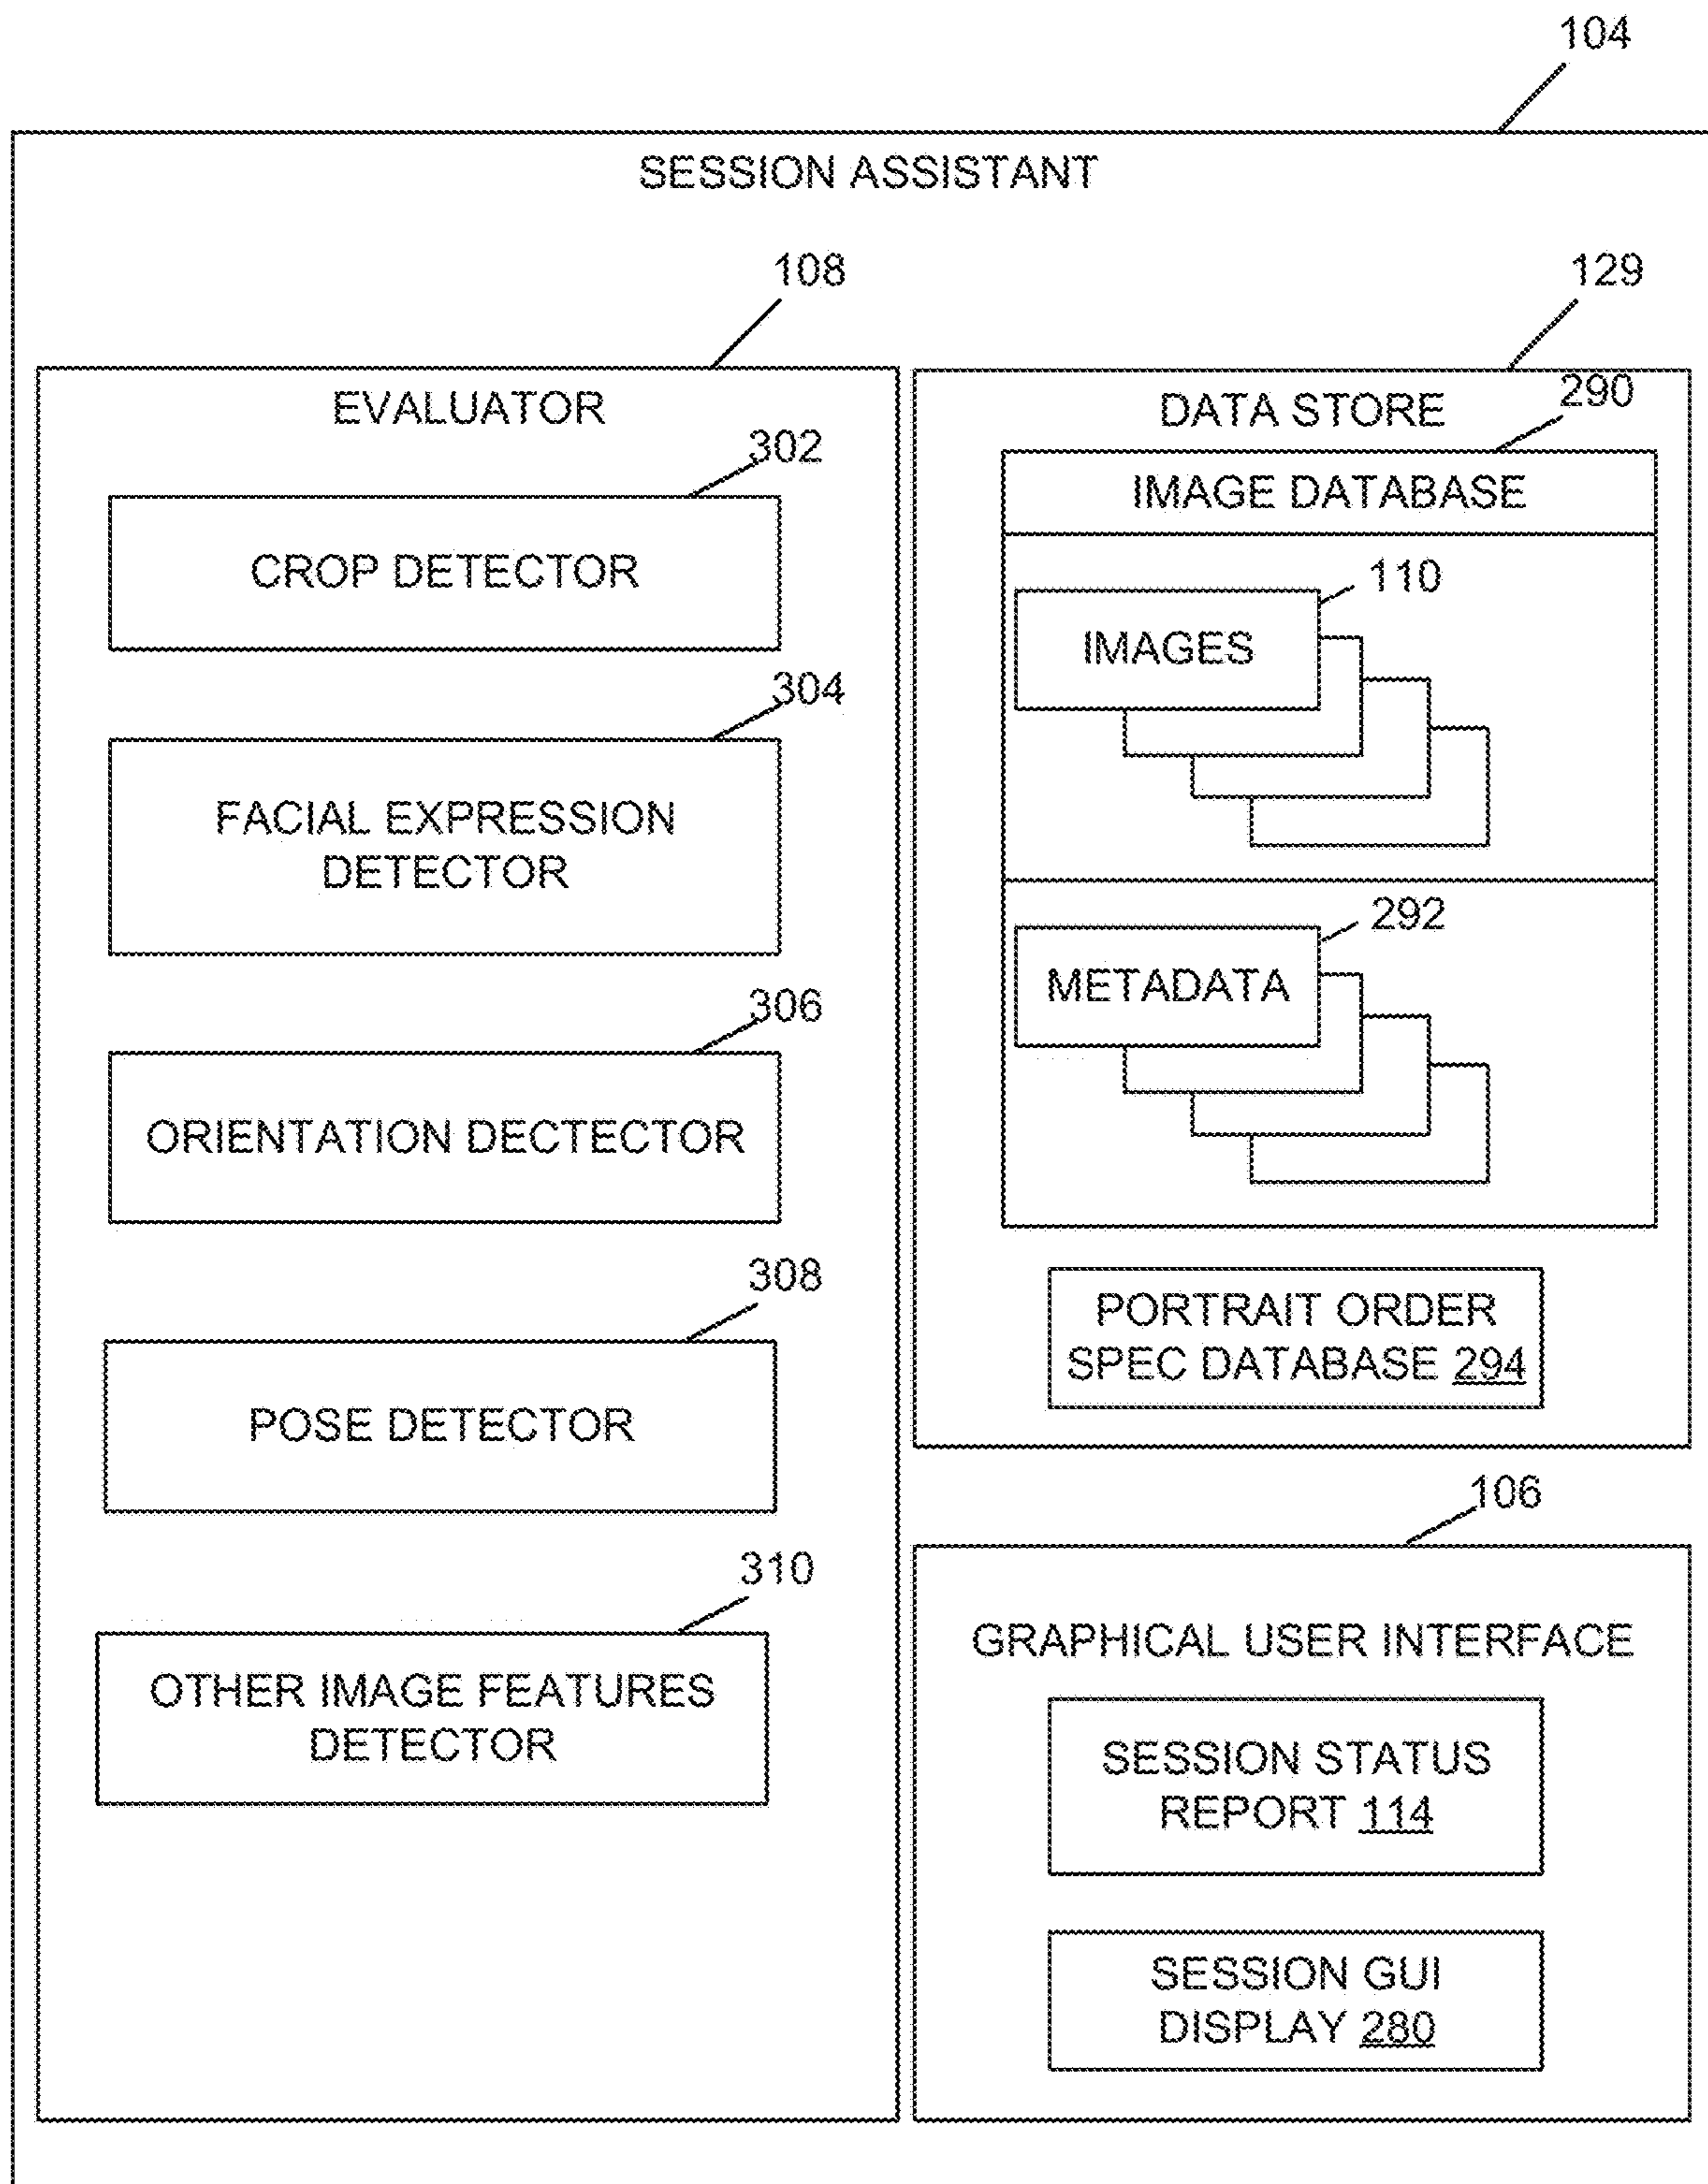 104
SESSION ASSISTANT
108
129
EVALUATOR
302
CROP DETECTOR
304
FACIAL EXPRESSION
DETECTOR
306
ORIENTATION DECTECTOR
308
POSE DETECTOR
310
OTHER IMAGE FEATURES
DETECTOR
DATA STORE
290
IMAGE DATABASE
110
IMAGES
292
METADATA
PORTRAIT ORDER
SPEC DATABASE 294
106
GRAPHICAL USER INTERFACE
SESSION STATUS
REPORT 114
SESSION GUI
DISPLAY 280